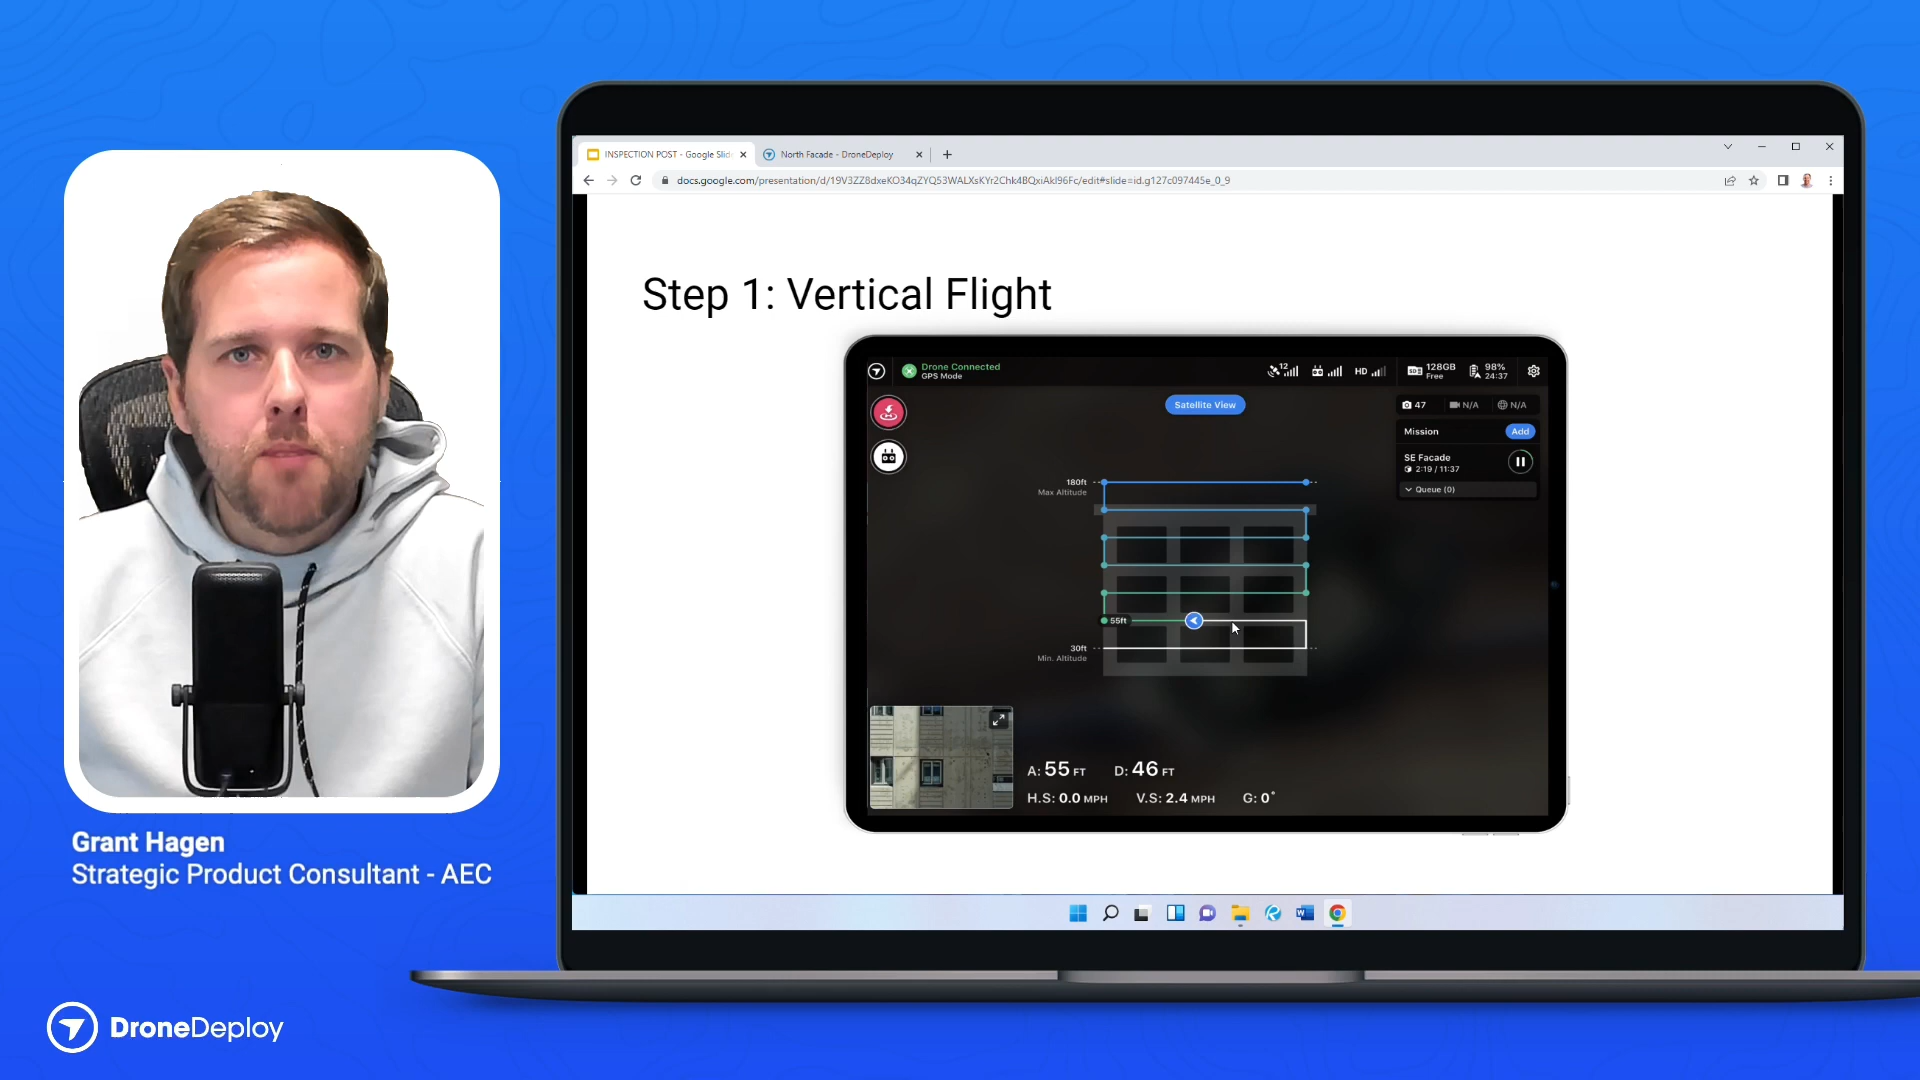 INSPECTION POST - Google Slid
North Facade - DroneDeploy
docs.google.com/presentation/d/19V3ZZ8dxeKO34qZYQ53WALXsKYr2Chk4BQxiAkI96Fc/edit#slide=id.g127c097445e_0_9
Step 1: Vertical Flight
Drone Connected
GPS Mode
12
HD
128GB
Free
98%
24:37
Satellite View
47
N/A
N/A
Mission
Add
SE Facade
2:19 / 11:37
Queue (0)
180ft
Max Altitude
55ft
30ft
Min. Altitude
A: 55 FT D: 46 FT
H.S: 0.0 MPH V.S: 2.4 MPH G: 0°
Grant Hagen
Strategic Product Consultant - AEC
DroneDeploy